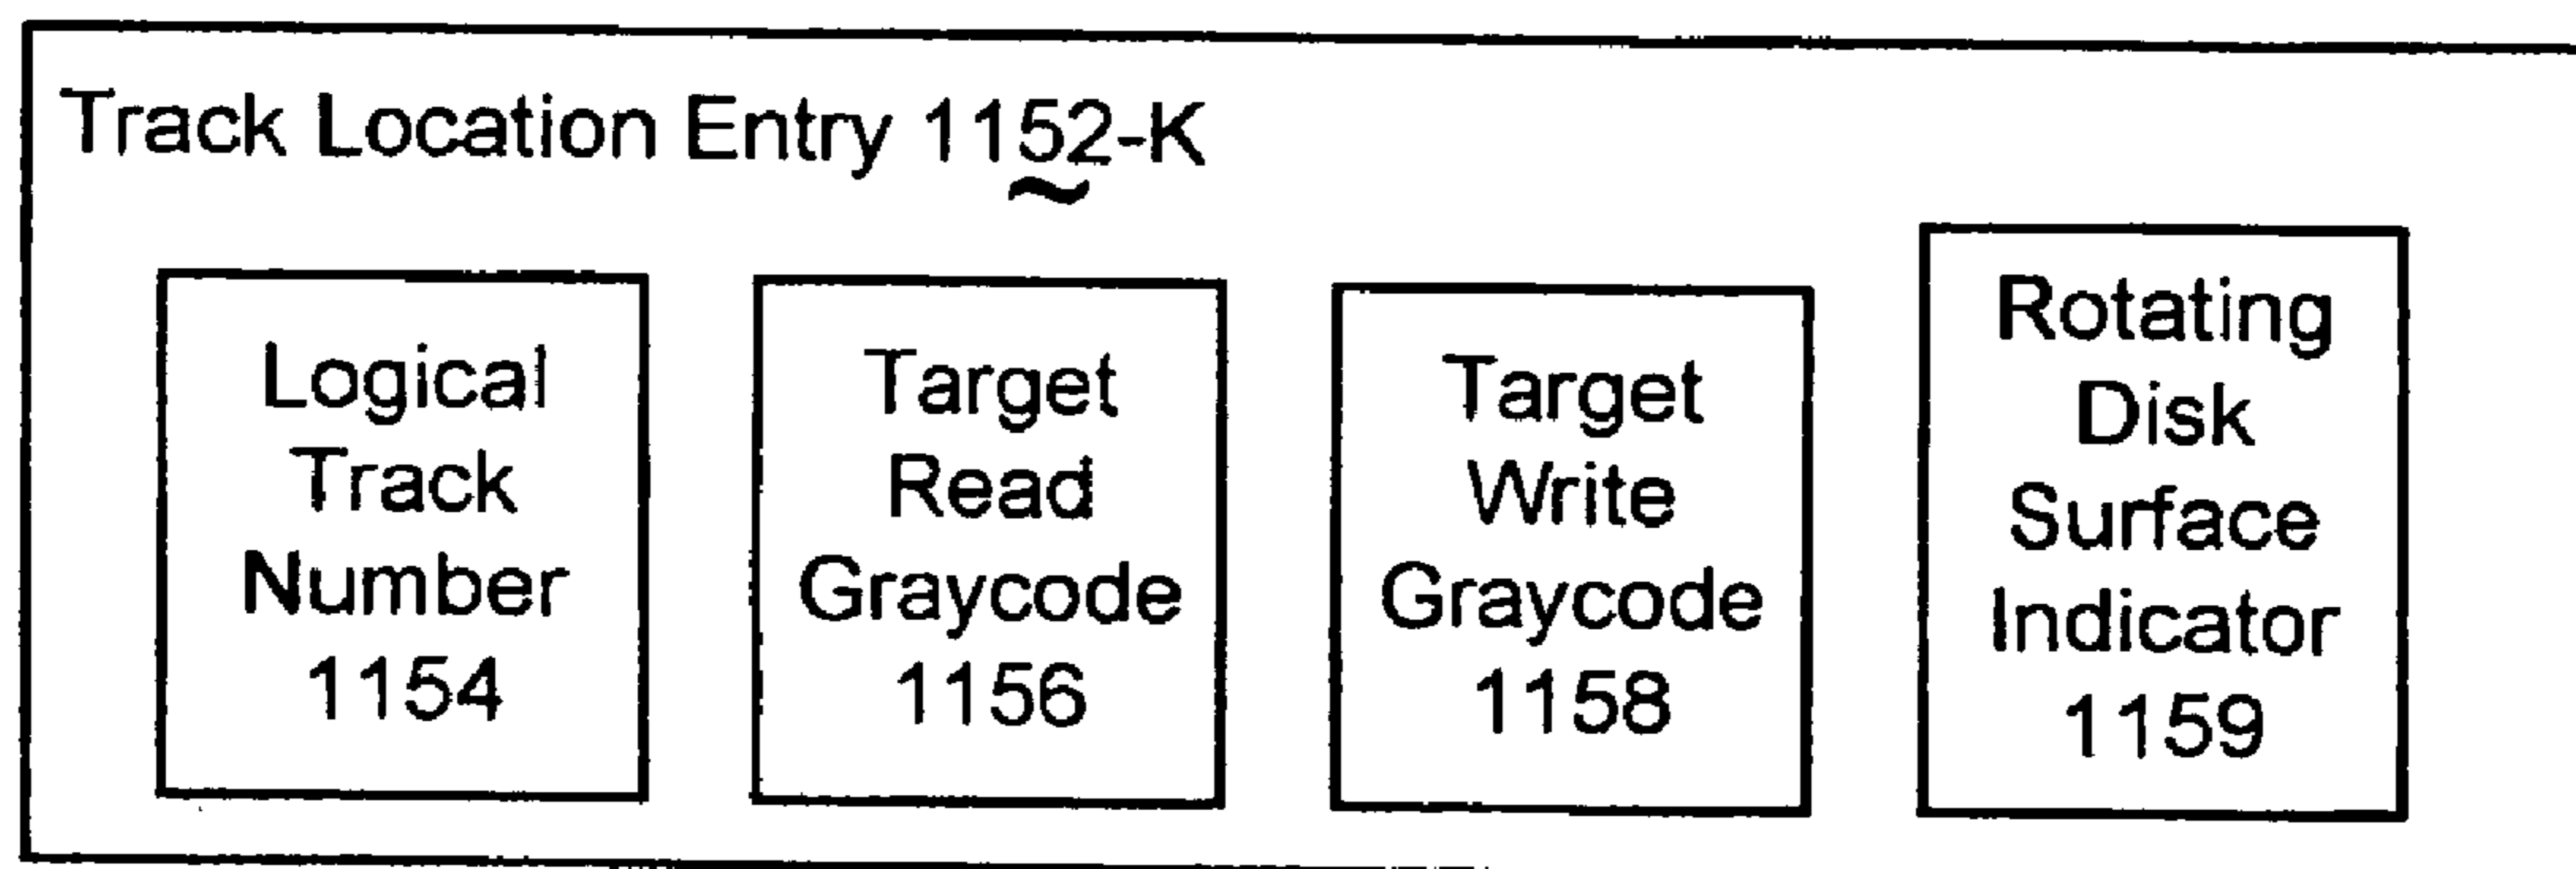 Track Location Entry 1152-K
Logical
Track
Number
1154
Target
Read
Graycode
1156
Target
Write
Graycode
1158
Rotating
Disk
Surface
Indicator
1159